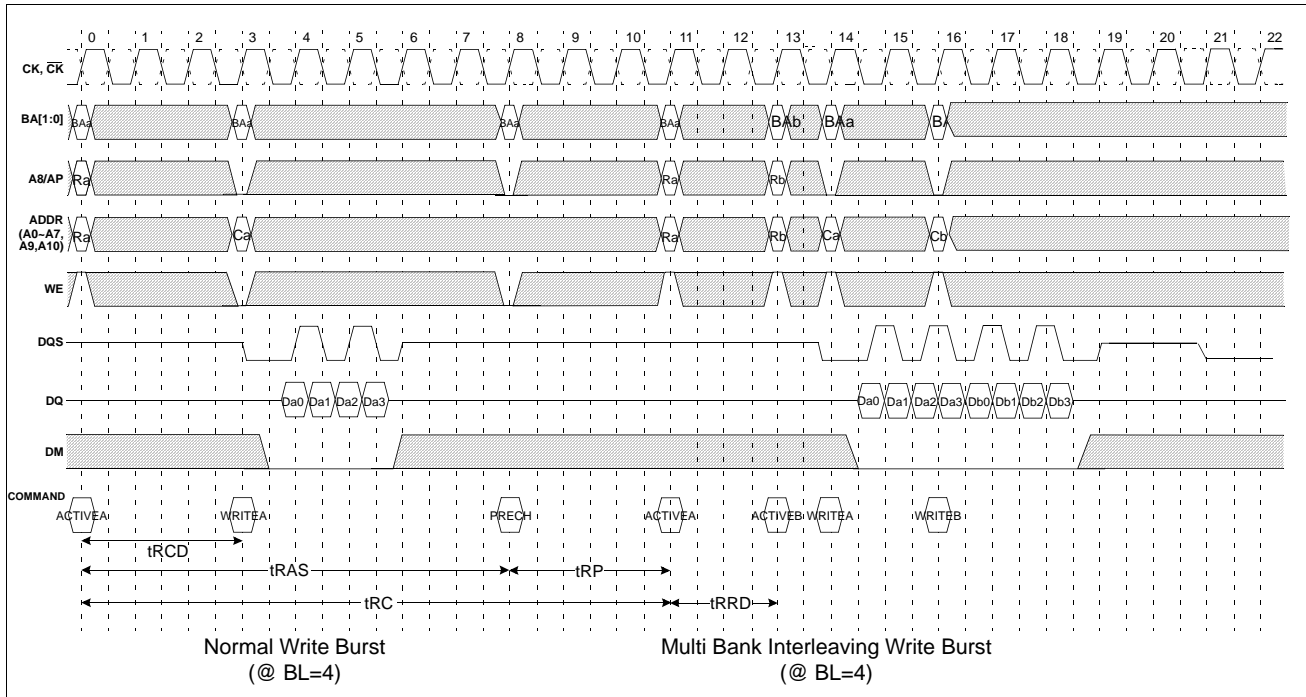 0 1 2 3 4 5 6 7 8 9 10 11 12 13 14 15 16 17 18 19 20 21 22
CK, CK
BA[1:0] BAa BAa BAa BAa BAb BAa BA
A8/AP Ra Ra Rb
ADDR
(A0~A7,
A9,A10) Ra Ca Ra Rb Ca Cb
WE
DQS
DQ Da0 Da1 Da2 Da3 Da0 Da1 Da2 Da3 Db0 Db1 Db2 Db3
DM
COMMAND
ACTIVEA WRITEA PRECH ACTIVEA ACTIVEB WRITEA WRITEB
tRCD
tRAS tRP
tRC tRRD
Normal Write Burst Multi Bank Interleaving Write Burst
(@ BL=4) (@ BL=4)